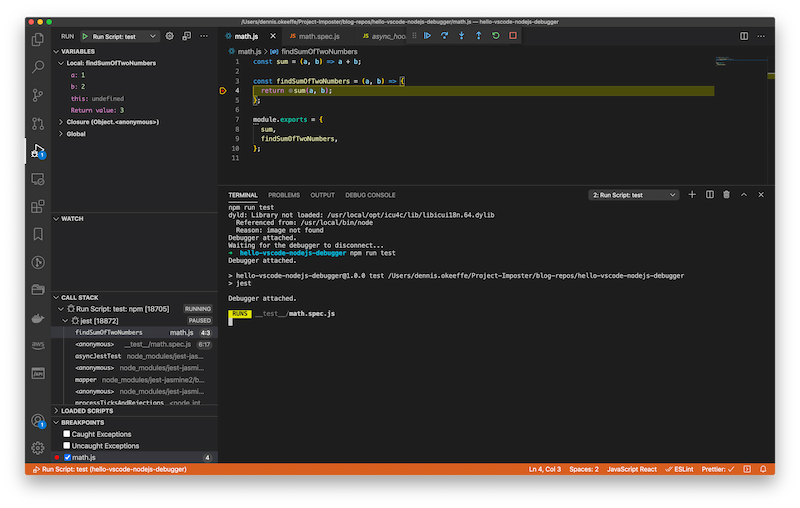 /Users/dennis.okeeffe/Project-Imposter/blog-repos/hello-vscode-nodejs-debugger/math.js — hello-vscode-nodejs-debugger
RUN Run Script: test
VARIABLES
Local: findSumOfTwoNumbers
a: 1
b: 2
this: undefined
Return value: 3
Closure (Object.<anonymous>)
Global
WATCH
CALL STACK
Run Script: test: npm [18705] RUNNING
jest [18872] PAUSED
findSumOfTwoNumbers math.js 4:3
<anonymous> __test__/math.spec.js 6:17
asyncJestTest node_modules/jest-jas...
<anonymous> node_modules/jest-jasmi...
mapper node_modules/jest-jasmine2/b...
<anonymous> node_modules/jest-jasmi...
processTicksAndRejections <node_int
LOADED SCRIPTS
BREAKPOINTS
Caught Exceptions
Uncaught Exceptions
math.js 4
math.js math.spec.js async_hoo
math.js > findSumOfTwoNumbers
1 const sum = (a, b) => a + b;
2
3 const findSumOfTwoNumbers = (a, b) => {
4 return sum(a, b);
5 };
6
7 module.exports = {
8 sum,
9 findSumOfTwoNumbers,
10 };
11
TERMINAL PROBLEMS OUTPUT DEBUG CONSOLE 2: Run Script: test
npm run test
dyld: Library not loaded: /usr/local/opt/icu4c/lib/libicui18n.64.dylib
Referenced from: /usr/local/bin/node
Reason: image not found
Debugger attached.
Waiting for the debugger to disconnect...
→ hello-vscode-nodejs-debugger npm run test
Debugger attached.
> hello-vscode-nodejs-debugger@1.0.0 test /Users/dennis.okeeffe/Project-Imposter/blog-repos/hello-vscode-nodejs-debugger
> jest
Debugger attached.
RUNS __test__/math.spec.js
Run Script: test (hello-vscode-nodejs-debugger) Ln 4, Col 3 Spaces: 2 JavaScript React ESLint Prettier: ✓